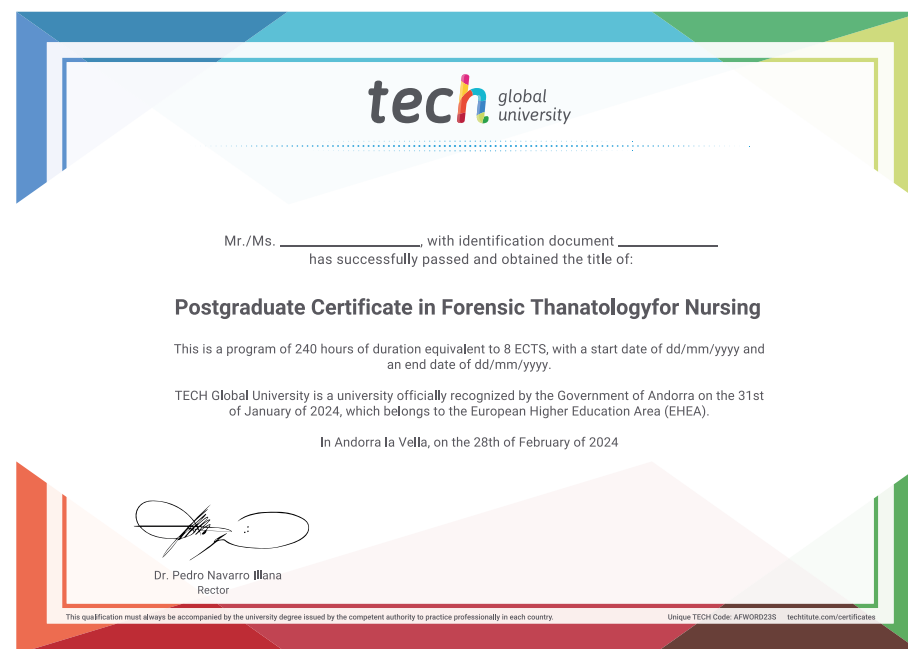 tech global
university
Mr./Ms. ____________, with identification document ____________
has successfully passed and obtained the title of:
Postgraduate Certificate in Forensic Thanatologyfor Nursing
This is a program of 240 hours of duration equivalent to 8 ECTS, with a start date of dd/mm/yyyy and
an end date of dd/mm/yyyy.
TECH Global University is a university officially recognized by the Government of Andorra on the 31st
of January of 2024, which belongs to the European Higher Education Area (EHEA).
In Andorra la Vella, on the 28th of February of 2024
Dr. Pedro Navarro Illana
Rector
This qualification must always be accompanied by the university degree issued by the competent authority to practice professionally in each country.
Unique TECH Code: AFWORD23S techtitute.com/certificates